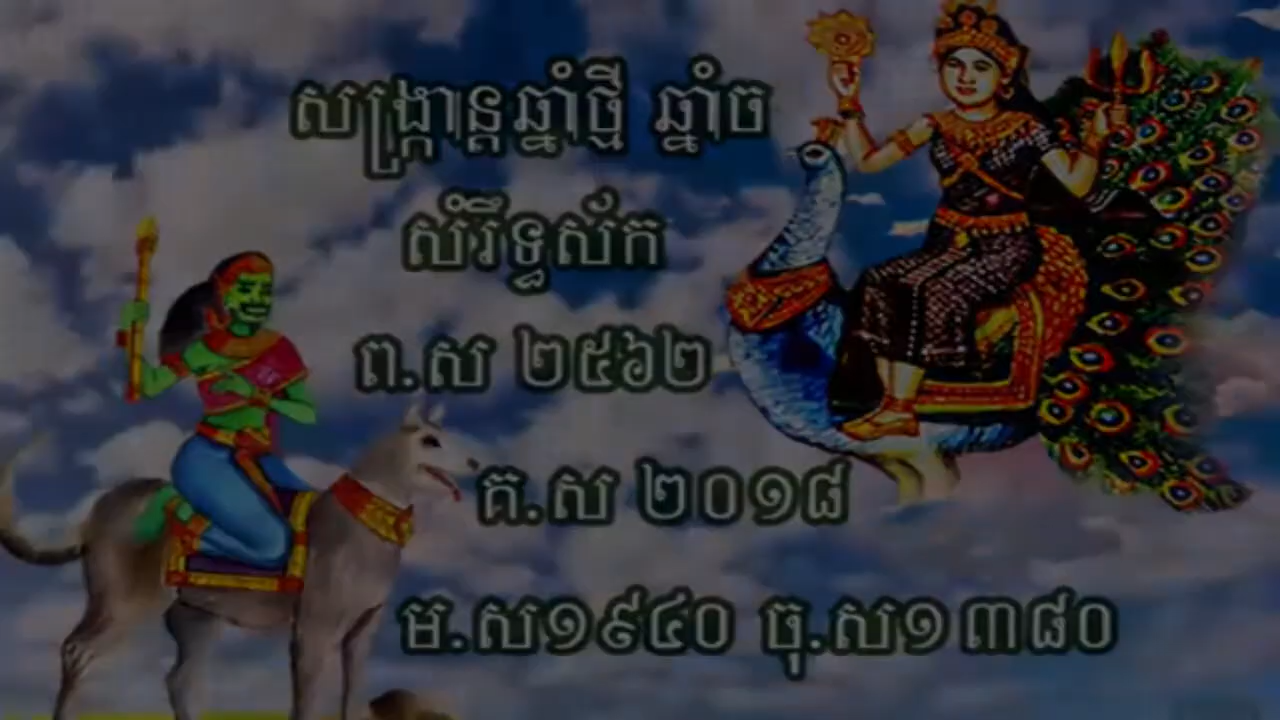 សង្ក្រាន្តឆ្នាំថ្មី ឆ្នាំច
សំរឹទ្ធស័ក
ព.ស ២៥៦២
គ.ស ២០១៨
ម.ស១៩៤០ ចុ.ស១៣៨០